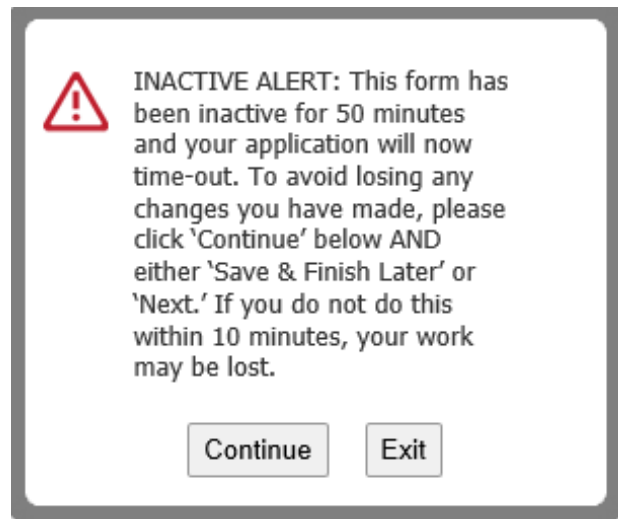 INACTIVE ALERT: This form has
been inactive for 50 minutes
and your application will now
time-out. To avoid losing any
changes you have made, please
click ‘Continue’ below AND
either ‘Save & Finish Later’ or
‘Next.’ If you do not do this
within 10 minutes, your work
may be lost.
Continue Exit